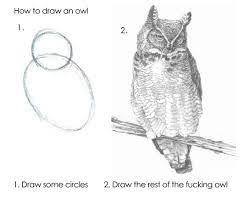 How to draw an owl
1.
2.
1. Draw some circles
2. Draw the rest of the fucking owl